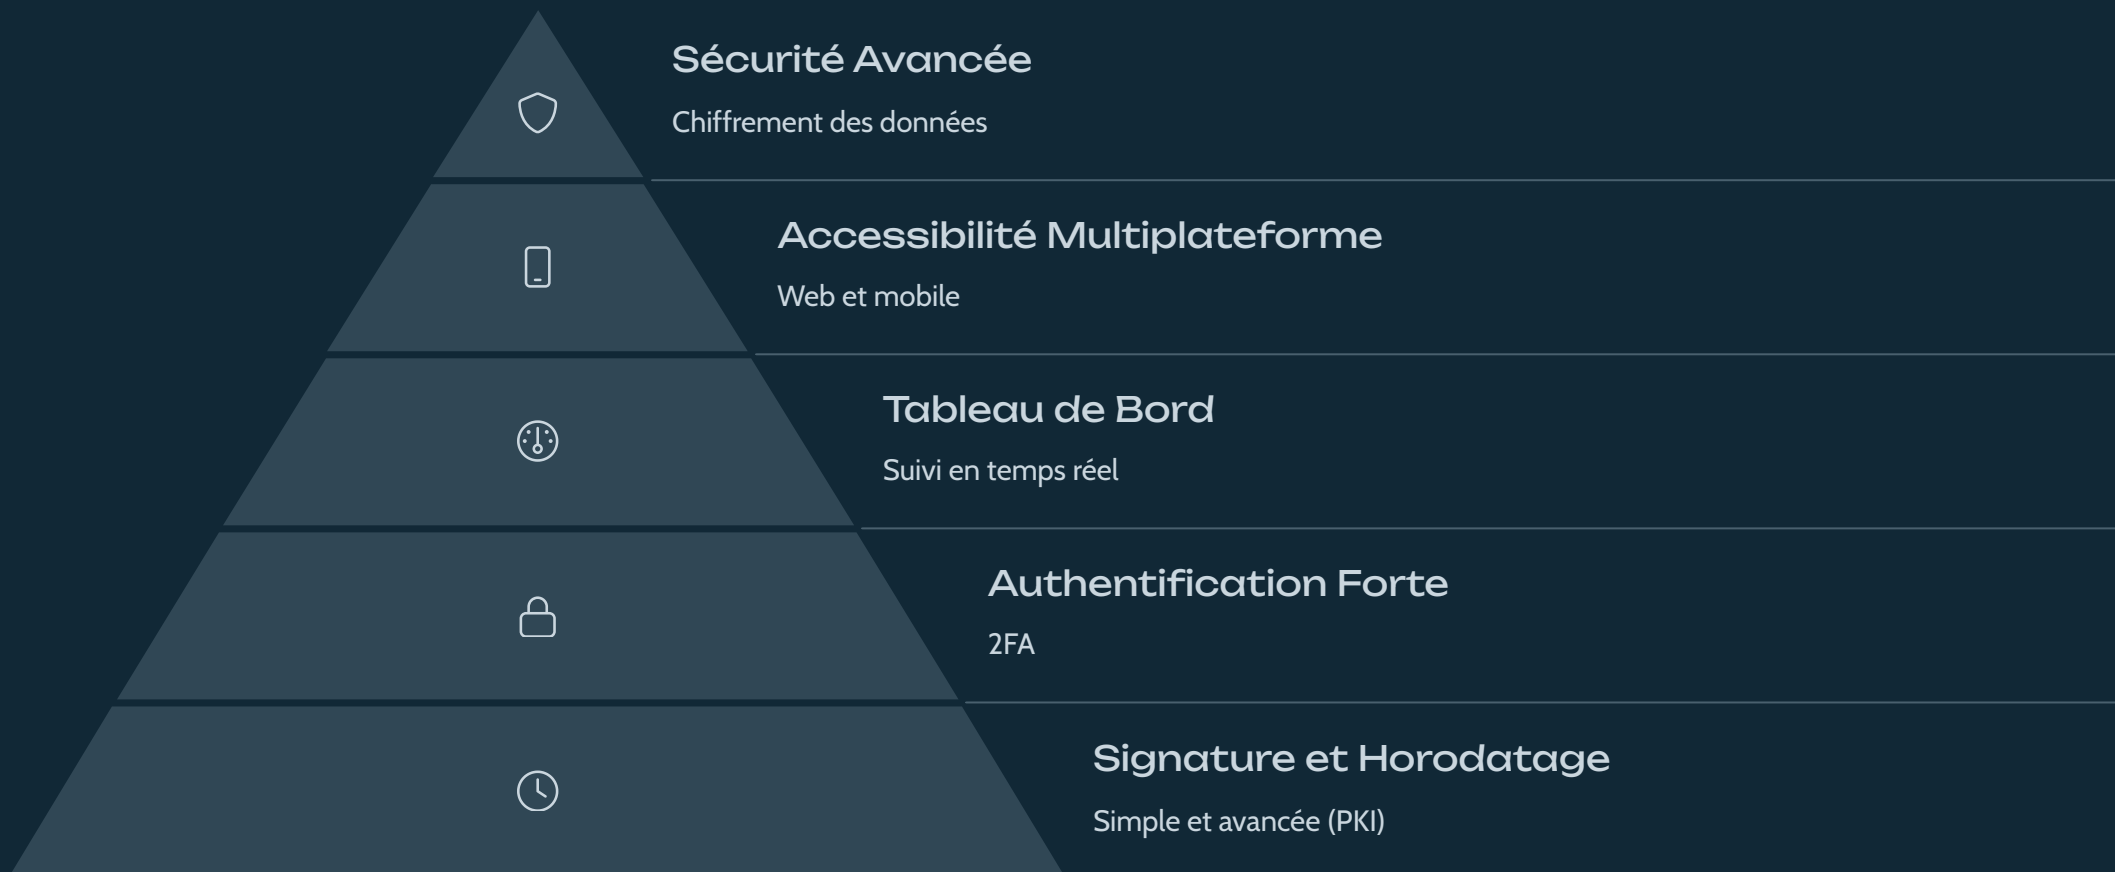 Sécurité Avancée
Chiffrement des données
Accessibilité Multiplateforme
Web et mobile
Tableau de Bord
Suivi en temps réel
Authentification Forte
2FA
Signature et Horodatage
Simple et avancée (PKI)